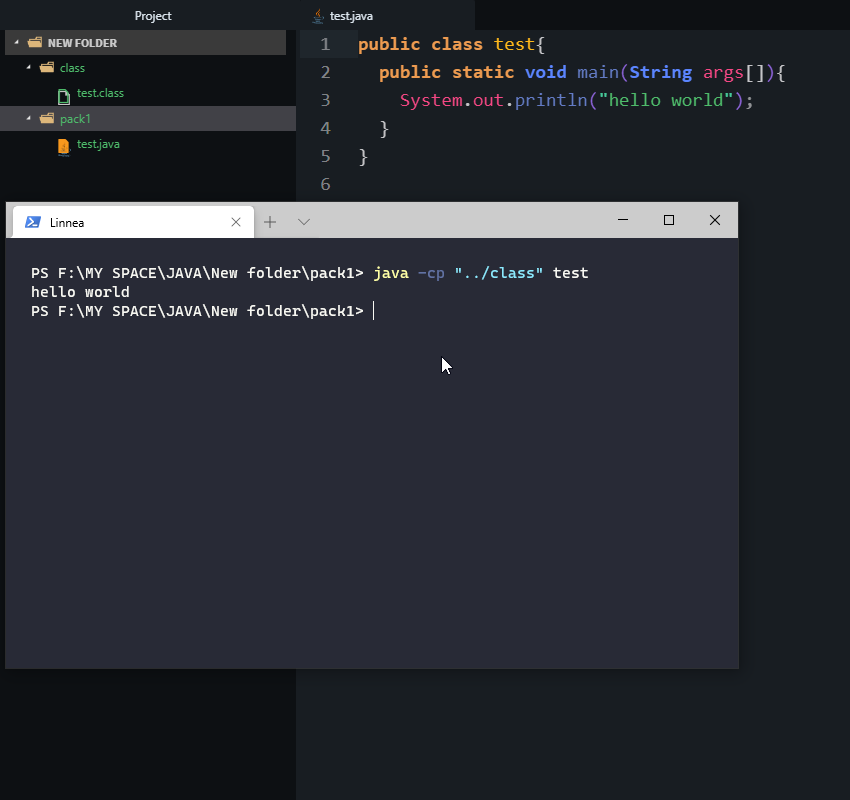 Project
NEW FOLDER
class
test.class
pack1
test.java
test.java
1 public class test{
2 public static void main(String args[]){
3 System.out.println("hello world");
4 }
5 }
6
Linnea
PS F:\MY SPACE\JAVA\New folder\pack1> java -cp "../class" test
hello world
PS F:\MY SPACE\JAVA\New folder\pack1>